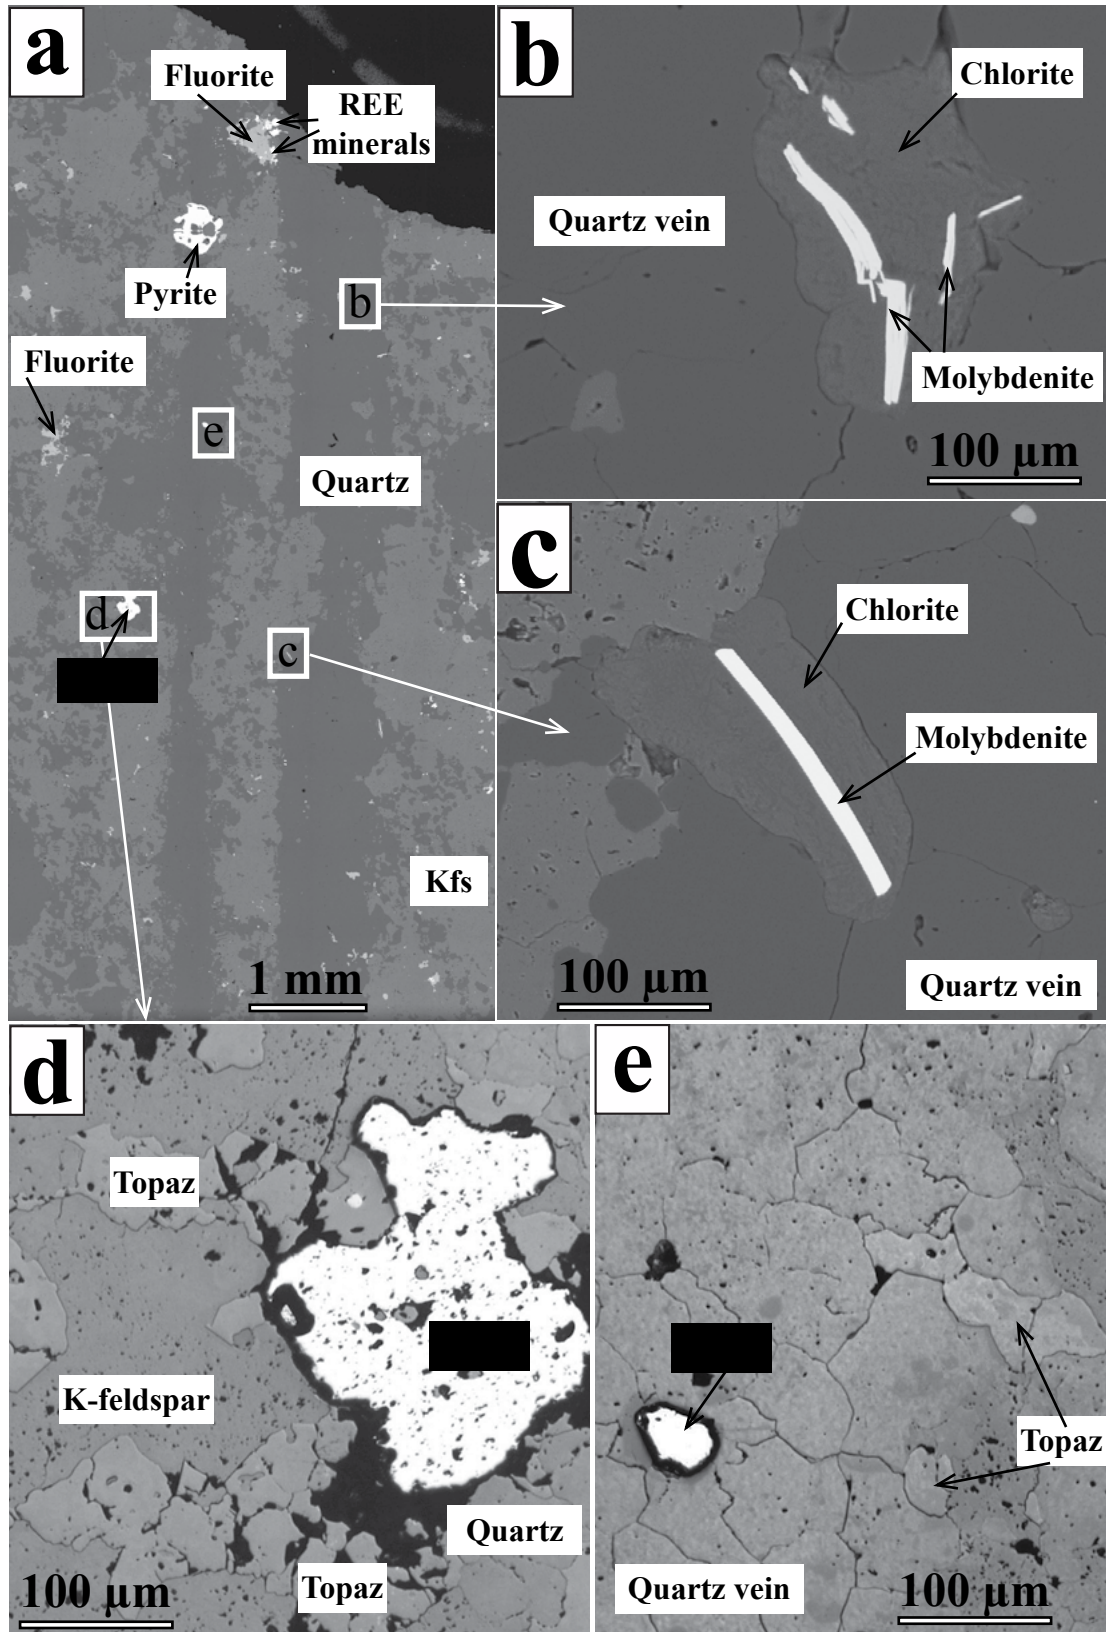 a
Fluorite
REE
minerals
Pyrite
b
Fluorite
e
Quartz
d
c
Kfs
1 mm
b
Chlorite
Quartz vein
Molybdenite
100 μm
c
Chlorite
Molybdenite
100 μm
Quartz vein
d
Topaz
K-feldspar
Quartz
Topaz
100 μm
e
Topaz
Quartz vein
100 μm